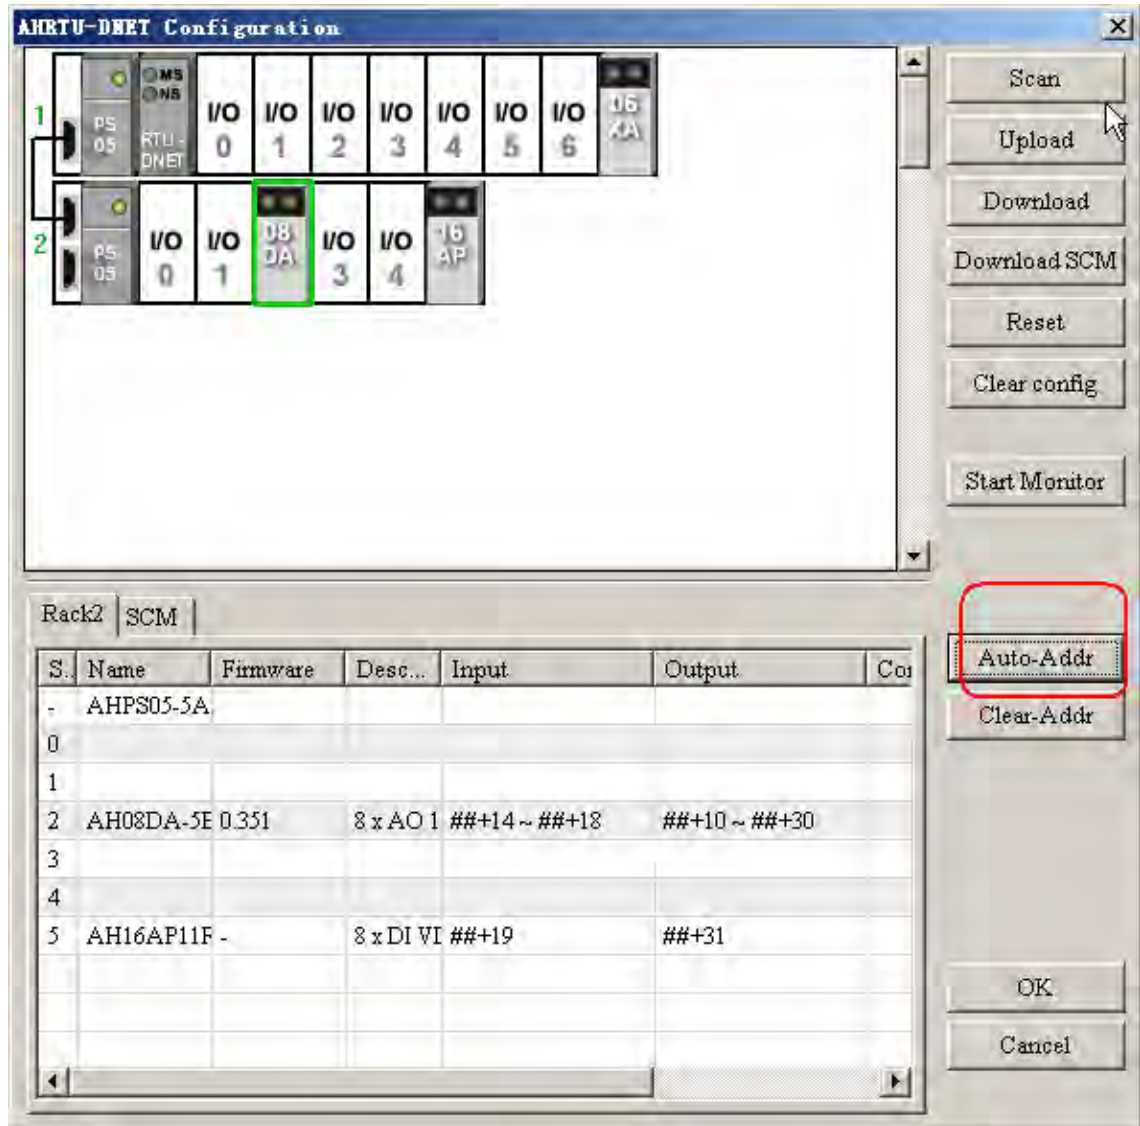 AHRTU-DNET Configuration
1
PS
05
MS
NS
RTU-
DNET
I/O
0
I/O
1
I/O
2
I/O
3
I/O
4
I/O
5
I/O
6
06
XA
2
PS
05
I/O
0
I/O
1
08
DA
I/O
3
I/O
4
16
AP
Scan
Upload
Download
Download SCM
Reset
Clear config
Start Monitor
Auto-Addr
Clear-Addr
OK
Cancel
Rack2 SCM
S.. Name Firmware Desc... Input Output Con
- AHPS05-5A
0
1
2 AH08DA-5E 0.351 8 x AO 1 ##+14 ~ ##+18 ##+10 ~ ##+30
3
4
5 AH16AP11R - 8 x DI VD ##+19 ##+31